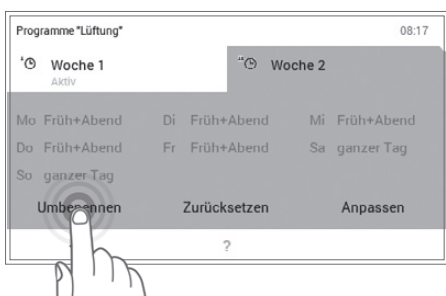 Programme "Lüftung" 08:17
Woche 1 Woche 2
Aktiv
Mo Früh+Abend Di Früh+Abend Mi Früh+Abend
Do Früh+Abend Fr Früh+Abend Sa ganzer Tag
So ganzer Tag
Umbenennen Zurücksetzen Anpassen
?